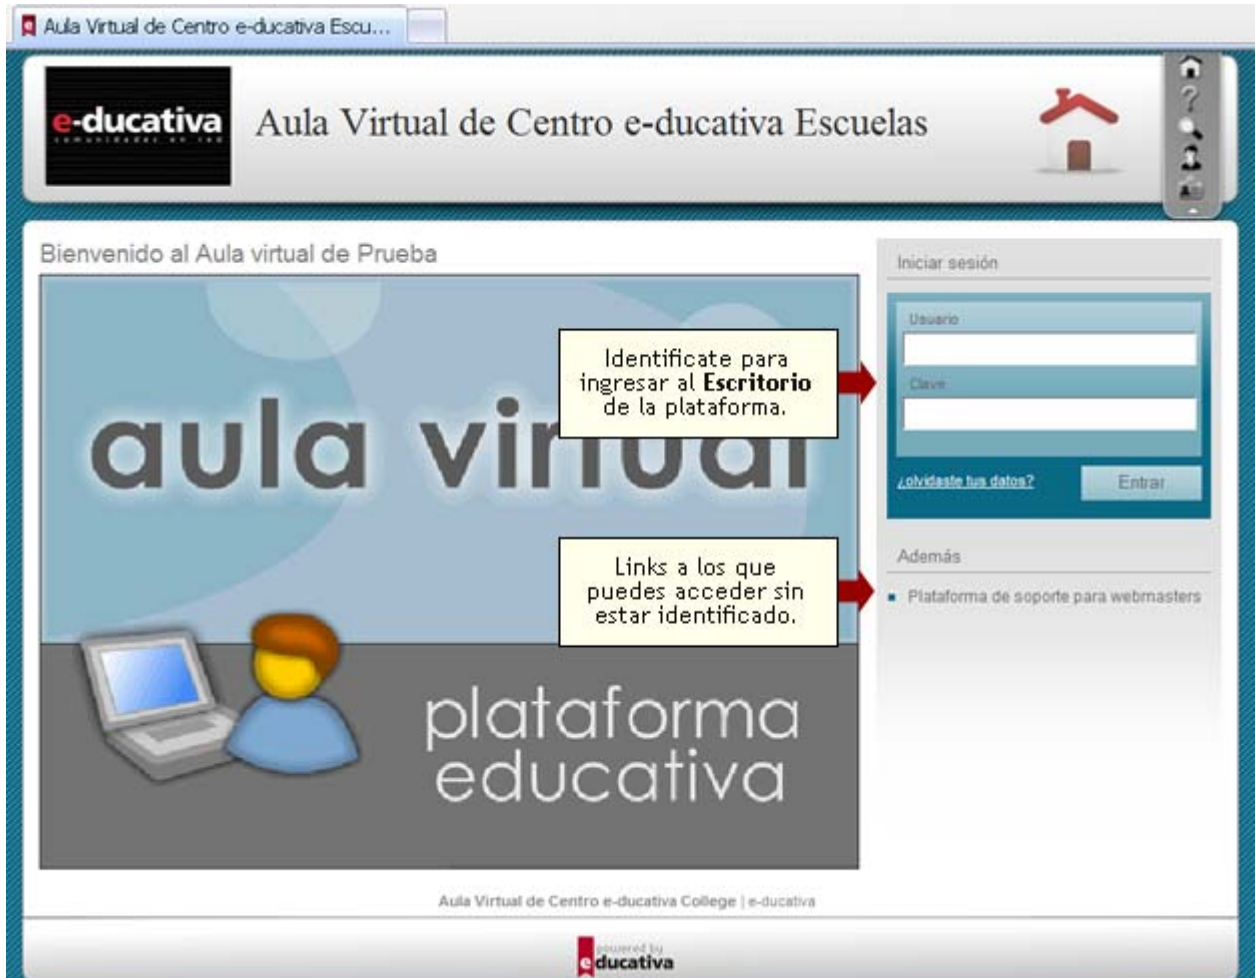 Aula Virtual de Centro e-ducativa Escu...
e-ducativa
comunidades en red
Aula Virtual de Centro e-ducativa Escuelas
Bienvenido al Aula virtual de Prueba
aula virtual
plataforma
educativa
Identificate para
ingresar al Escritorio
de la plataforma.
Links a los que
puedes acceder sin
estar identificado.
Iniciar sesión
Usuario
Clave
¿olvidaste tus datos?
Entrar
Además
Plataforma de soporte para webmasters
Aula Virtual de Centro e-ducativa College | e-ducativa
powered by
educativa